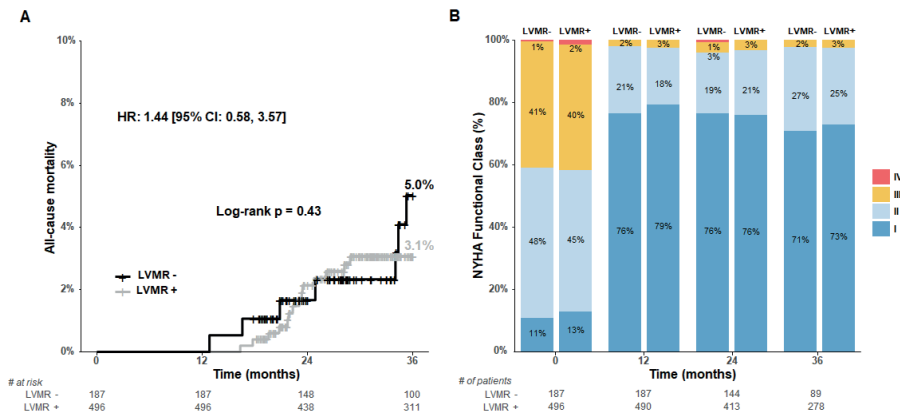 A
10%
8%
6%
4%
2%
0%
All-cause mortality
HR: 1.44 [95% CI: 0.58, 3.57]
Log-rank p = 0.43
5.0%
3.1%
LVMR -
LVMR +
0
12
24
36
Time (months)
# at risk
LVMR - 187 187 148 100
LVMR + 496 496 438 311
B
LVMR- LVMR+ LVMR- LVMR+ LVMR- LVMR+ LVMR- LVMR+
100%
80%
60%
40%
20%
0%
NYHA Functional Class (%)
1% 2% 2% 3% 1% 3% 2% 3%
3%
41% 40% 21% 18% 19% 21% 27% 25%
48% 45% 76% 79% 76% 76% 71% 73%
11% 13%
IV
III
II
I
0 12 24 36
Time (months)
# of patients
LVMR - 187 187 144 89
LVMR + 496 490 413 278